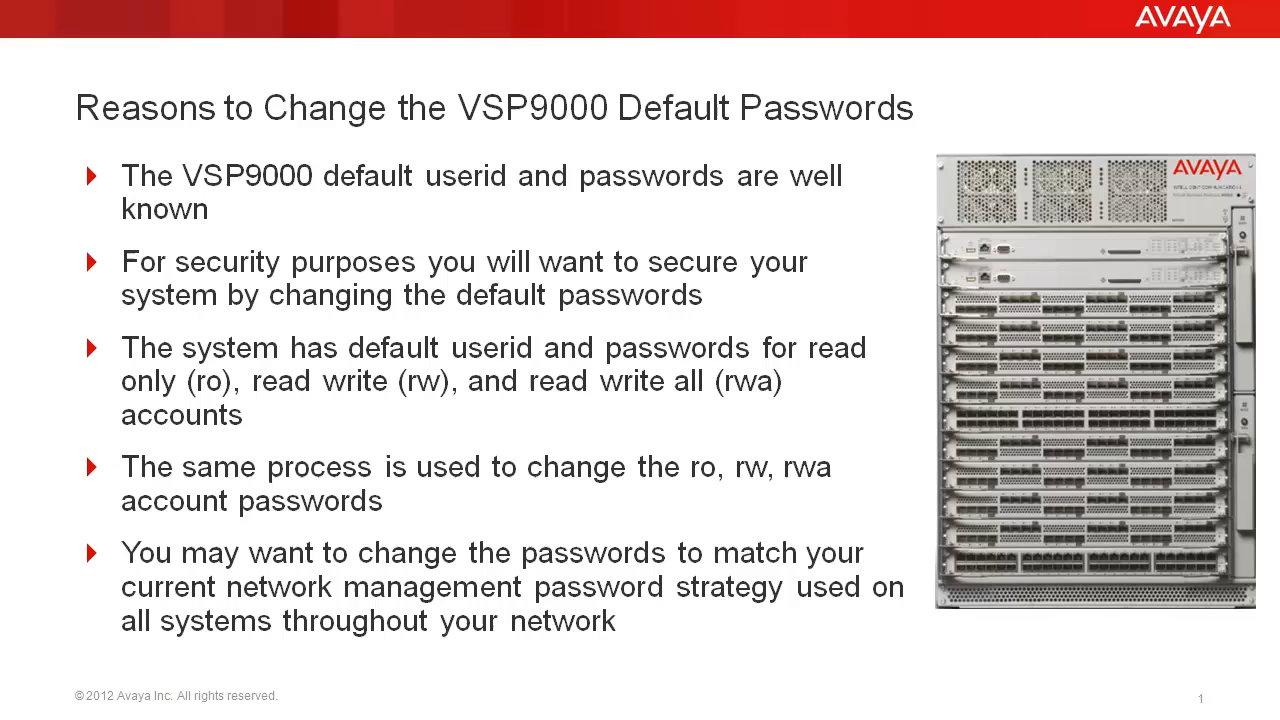 AVAYA
Reasons to Change the VSP9000 Default Passwords
The VSP9000 default userid and passwords are well
known
For security purposes you will want to secure your
system by changing the default passwords
The system has default userid and passwords for read
only (ro), read write (rw), and read write all (rwa)
accounts
The same process is used to change the ro, rw, rwa
account passwords
You may want to change the passwords to match your
current network management password strategy used on
all systems throughout your network
AVAYA
© 2012 Avaya Inc. All rights reserved.
1